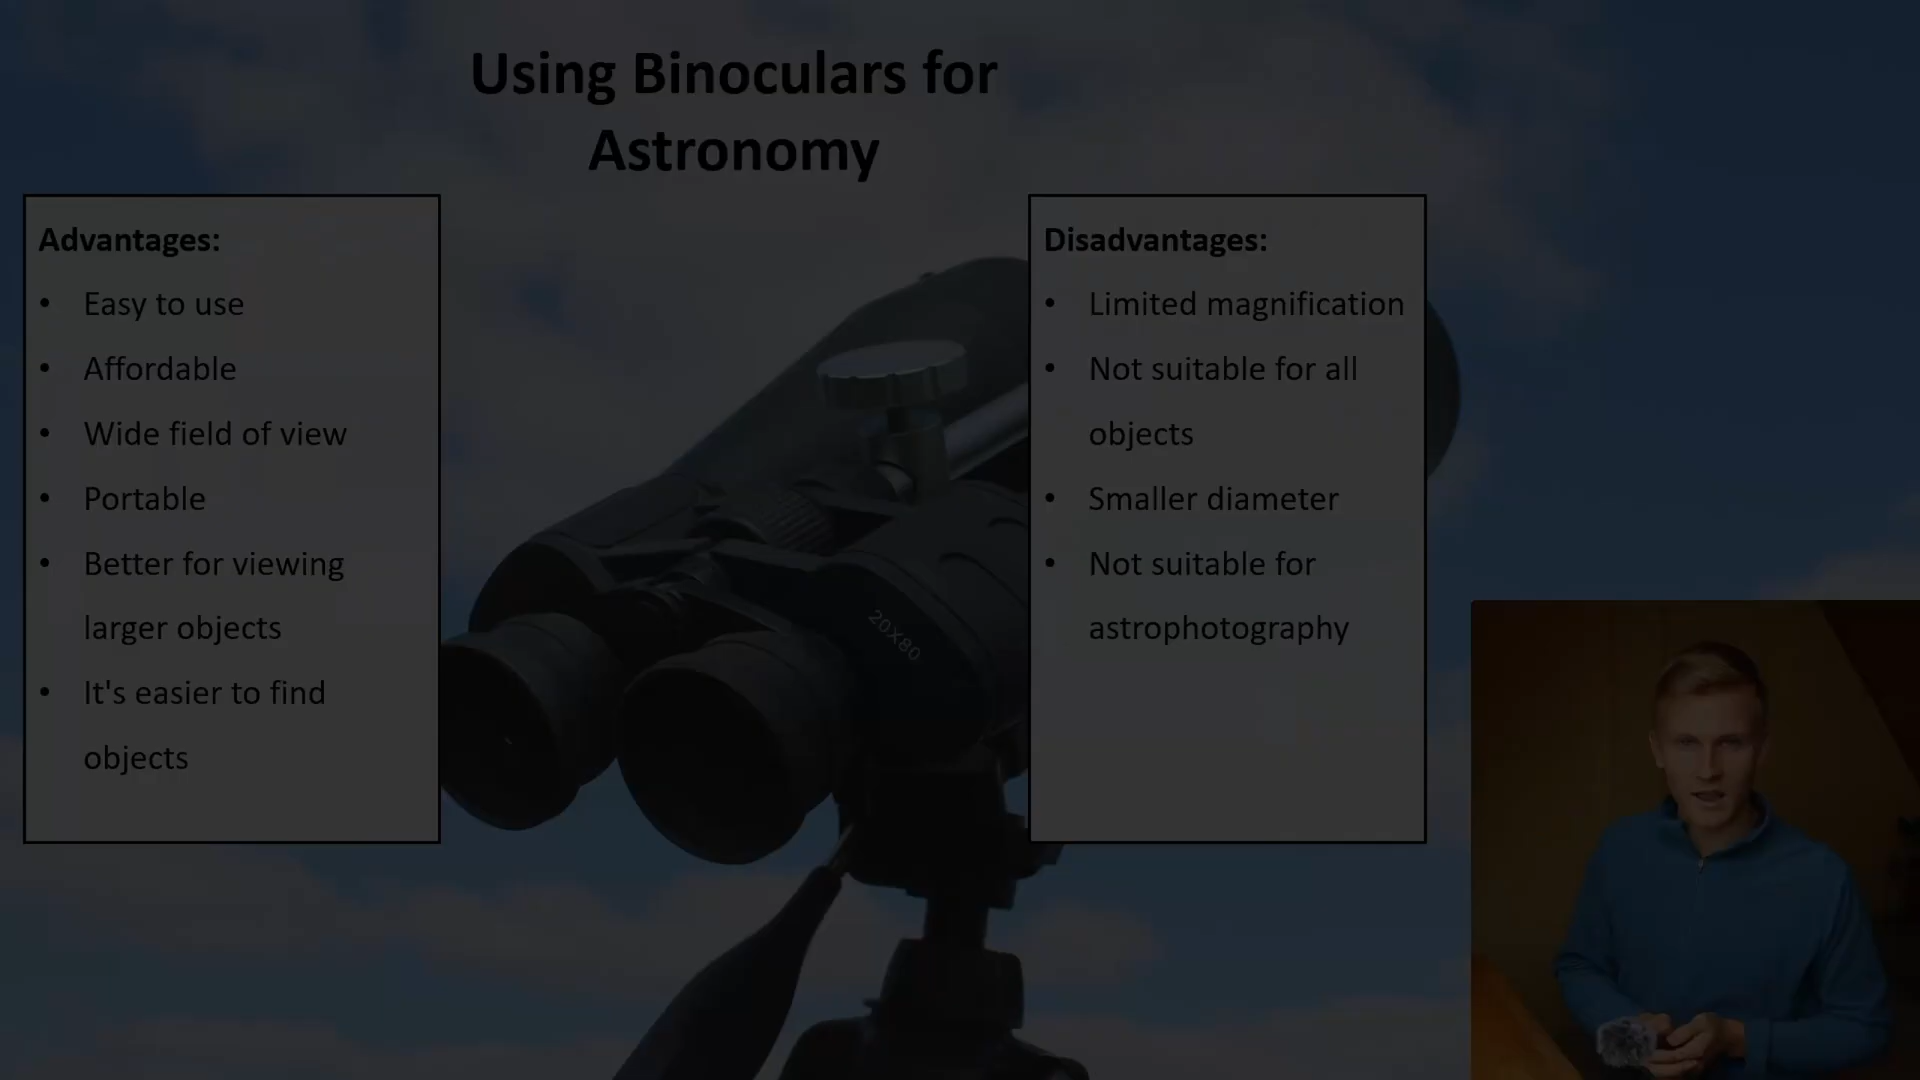 Using Binoculars for
Astronomy
Advantages:
• Easy to use
• Affordable
• Wide field of view
• Portable
• Better for viewing
larger objects
• It's easier to find
objects
Disadvantages:
• Limited magnification
• Not suitable for all
objects
• Smaller diameter
• Not suitable for
astrophotography
20X80